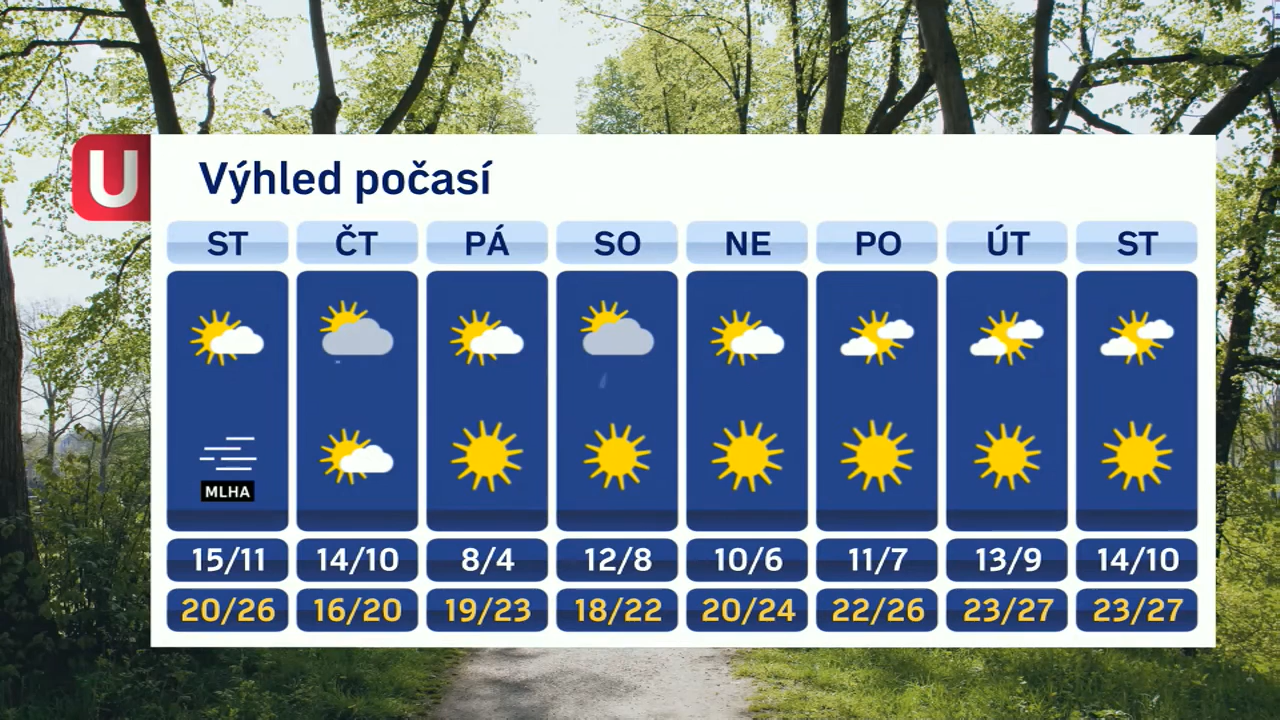 U
Výhled počasí
ST ČT PÁ SO NE PO ÚT ST
MLHA
15/11 14/10 8/4 12/8 10/6 11/7 13/9 14/10
20/26 16/20 19/23 18/22 20/24 22/26 23/27 23/27